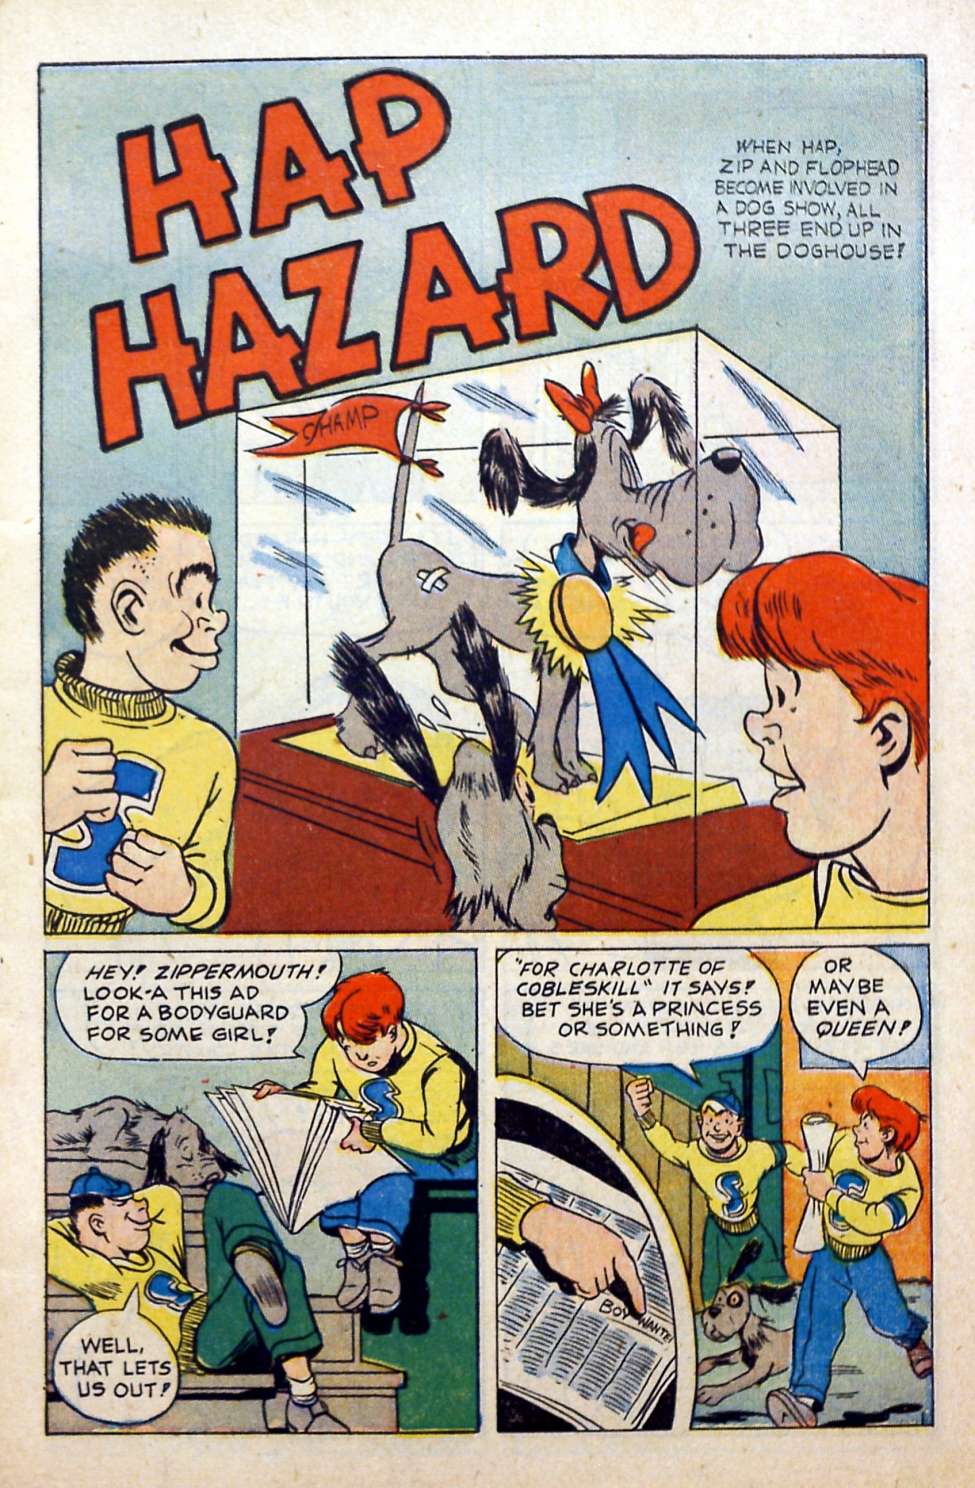 HAP
HAZARD
WHEN HAP,
ZIP AND FLOPHEAD
BECOME INVOLVED IN
A DOG SHOW, ALL
THREE END UP IN
THE DOGHOUSE!
CHAMP
S
HEY! ZIPPERMOUTH!
LOOK-A THIS AD
FOR A BODYGUARD
FOR SOME GIRL!
S
S
WELL,
THAT LETS
US OUT!
"FOR CHARLOTTE OF
COBLESKILL" IT SAYS!
BET SHE'S A PRINCESS
OR SOMETHING!
OR
MAYBE
EVEN A
QUEEN!
S
S
BOY WANTE